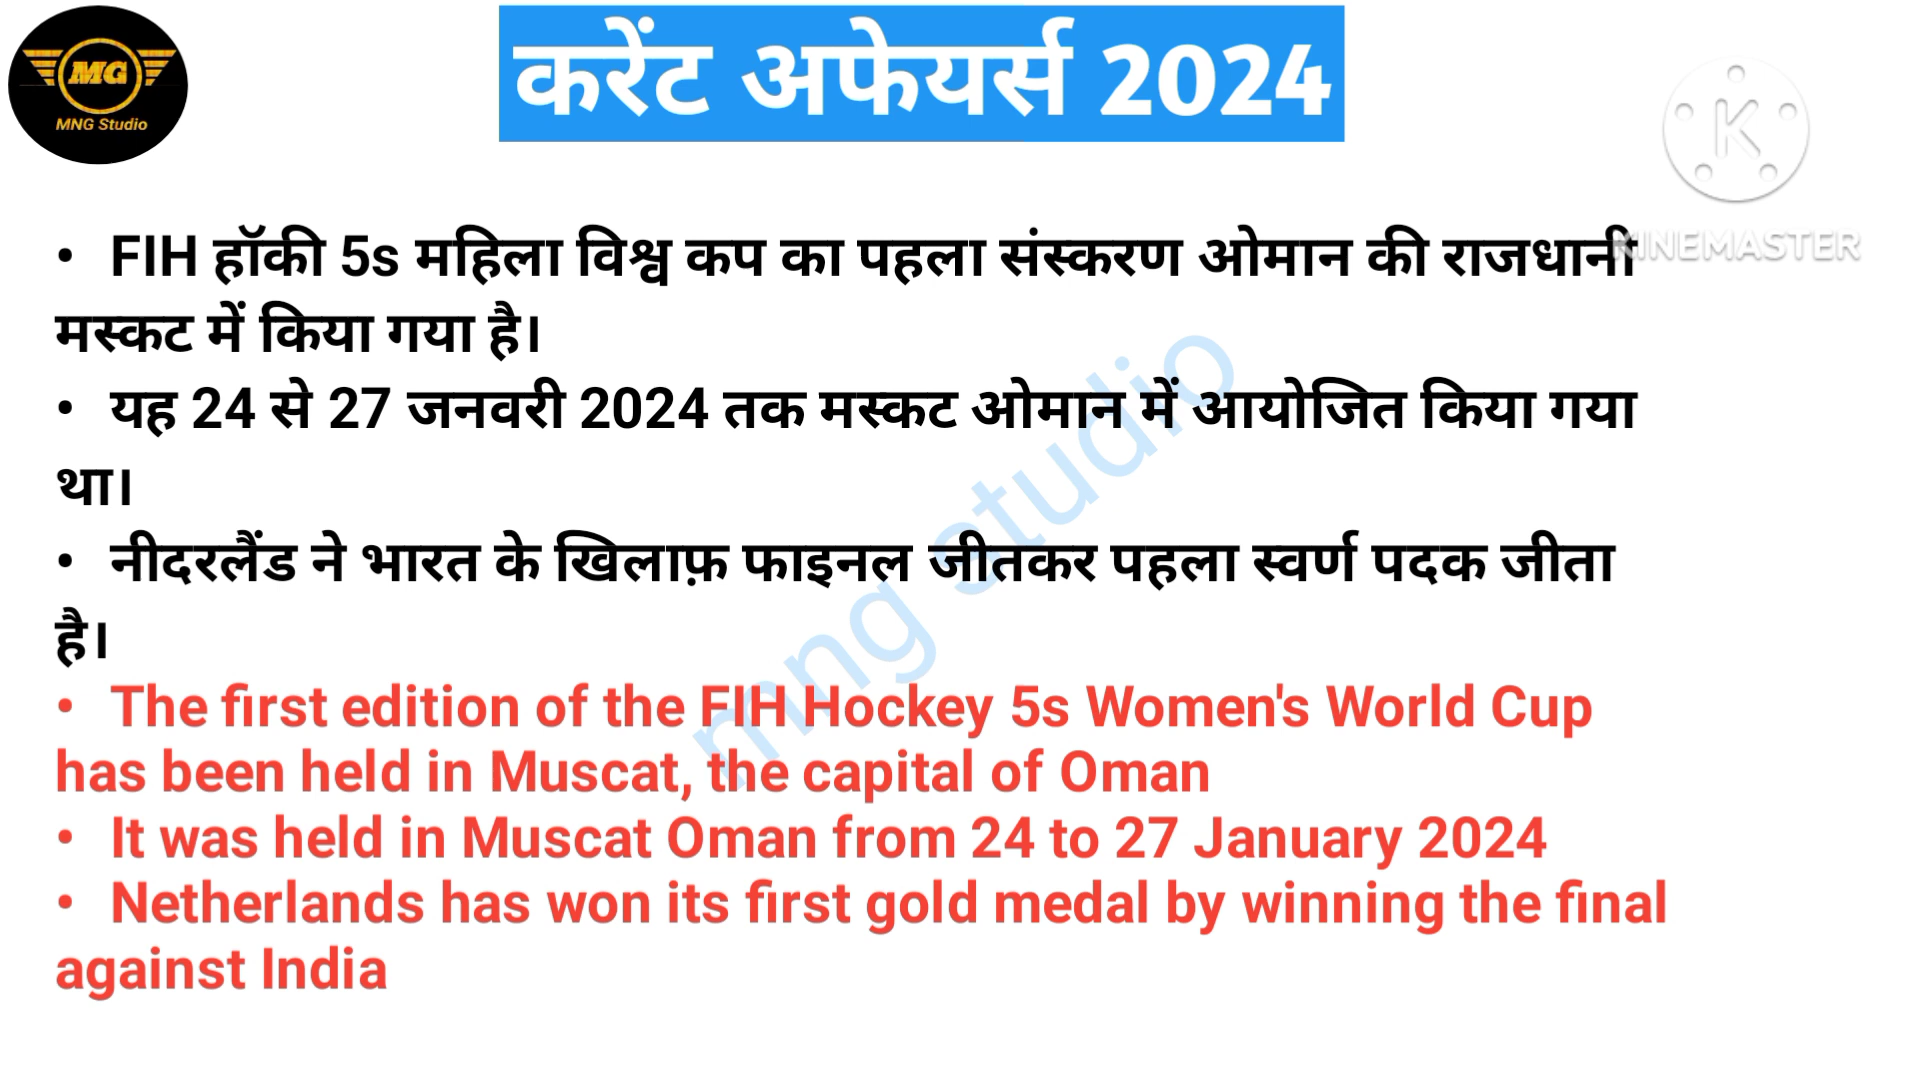 MG
MNG Studio
करेंट अफेयर्स 2024
K
KINEMASTER
• FIH हॉकी 5s महिला विश्व कप का पहला संस्करण ओमान की राजधानी
मस्कट में किया गया है।
• यह 24 से 27 जनवरी 2024 तक मस्कट ओमान में आयोजित किया गया
था।
• नीदरलैंड ने भारत के खिलाफ़ फाइनल जीतकर पहला स्वर्ण पदक जीता
है।
mng studio
• The first edition of the FIH Hockey 5s Women's World Cup
has been held in Muscat, the capital of Oman
• It was held in Muscat Oman from 24 to 27 January 2024
• Netherlands has won its first gold medal by winning the final
against India